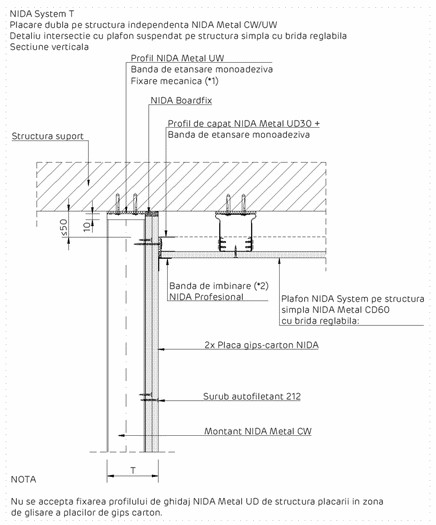 NIDA System T
Placare dubla pe structura independenta NIDA Metal CW/UW
Detaliu intersectie cu plafon suspendat pe structura simpla cu brida reglabila
Sectiune verticala
Profil NIDA Metal UW
Banda de etansare monoadeziva
Fixare mecanica (*1)
NIDA Boardfix
Profil de capat NIDA Metal UD30 +
Banda de etansare monoadeziva
Structura suport
≤50
10
Banda de imbinare (*2)
NIDA Profesional
Plafon NIDA System pe structura
simpla NIDA Metal CD60
cu brida reglabila:
2x Placa gips-carton NIDA
Surub autofiletant 212
Montant NIDA Metal CW
T
NOTA
Nu se accepta fixarea profilului de ghidaj NIDA Metal UD de structura placarii in zona
de glisare a placilor de gips carton.